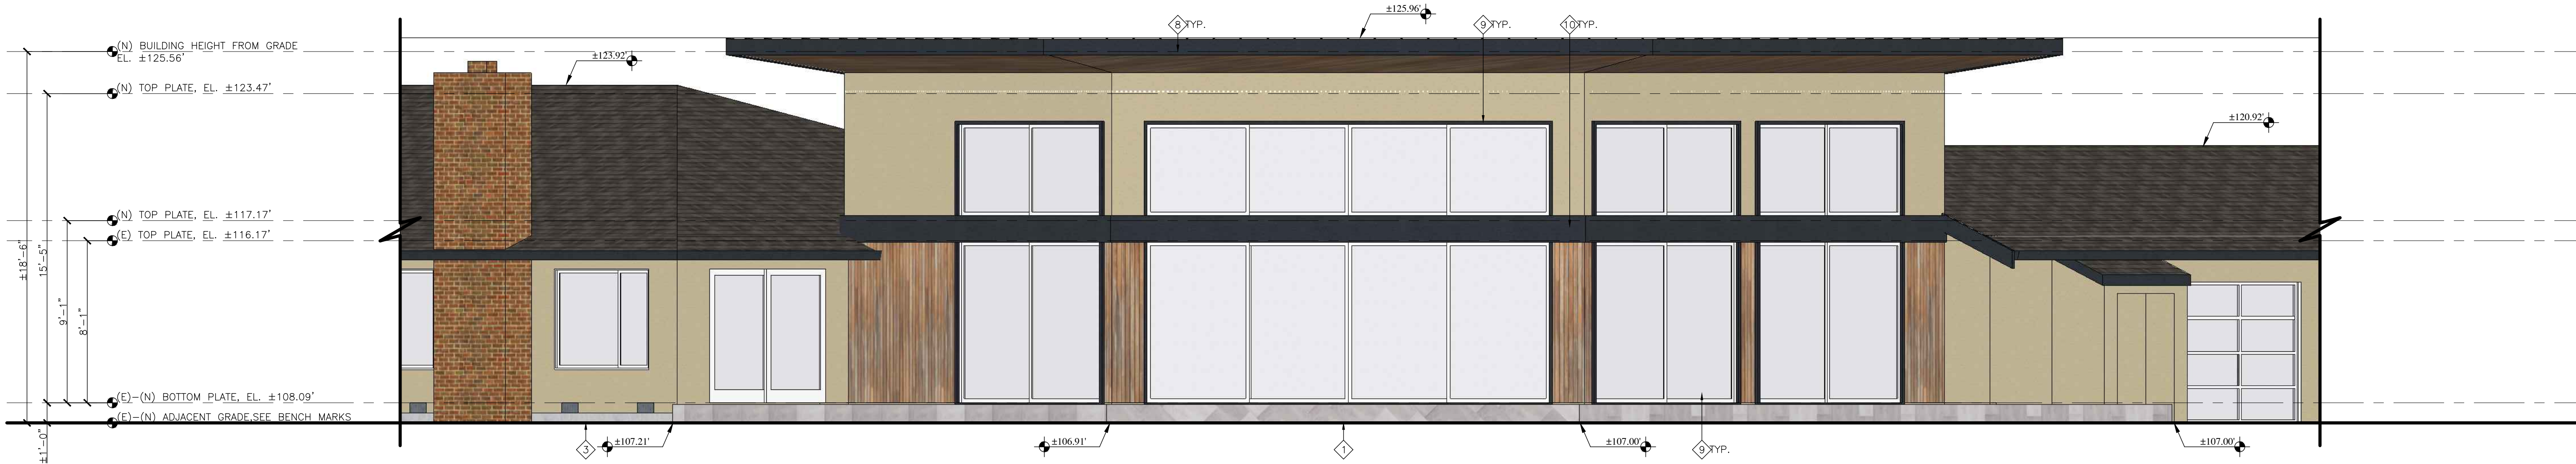 ±125.96'
8 TYP.
9 TYP.
10 TYP.
(N) BUILDING HEIGHT FROM GRADE
EL. ±125.56'
±123.92'
(N) TOP PLATE, EL. ±123.47'
±120.92'
(N) TOP PLATE, EL. ±117.17'
(E) TOP PLATE, EL. ±116.17'
±18'-6"
15'-5"
9'-1"
8'-1"
(E)-(N) BOTTOM PLATE, EL. ±108.09'
(E)-(N) ADJACENT GRADE,SEE BENCH MARKS
±1'-0"
3
±107.21'
±106.91'
1
±107.00'
9 TYP.
±107.00'